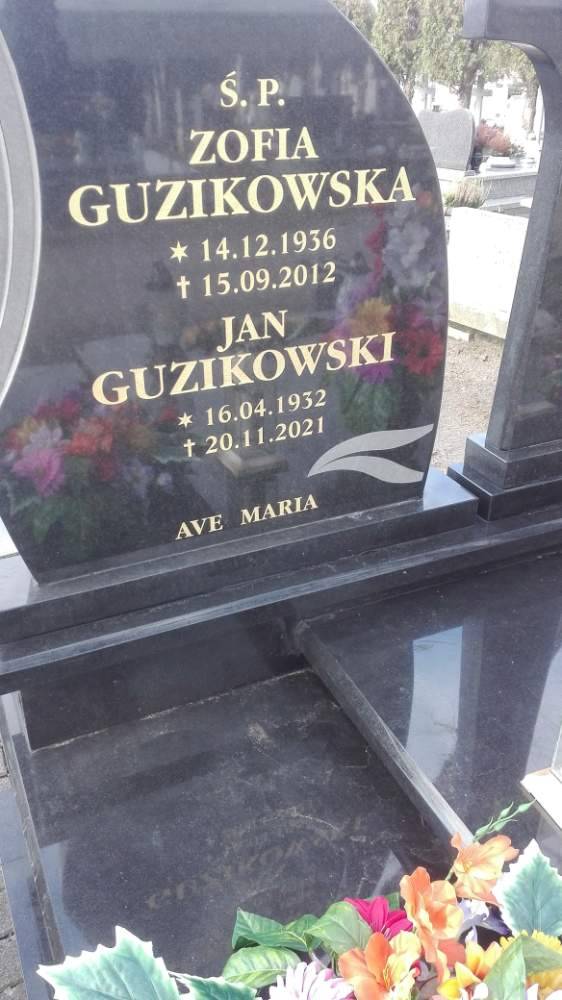 Ś. P.
ZOFIA
GUZIKOWSKA
✶ 14.12.1936
† 15.09.2012
JAN
GUZIKOWSKI
✶ 16.04.1932
† 20.11.2021
AVE MARIA